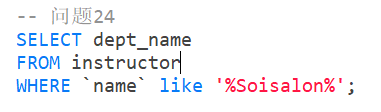 -- 问题24
SELECT dept_name
FROM instructor
WHERE `name` like '%Soisalon%';